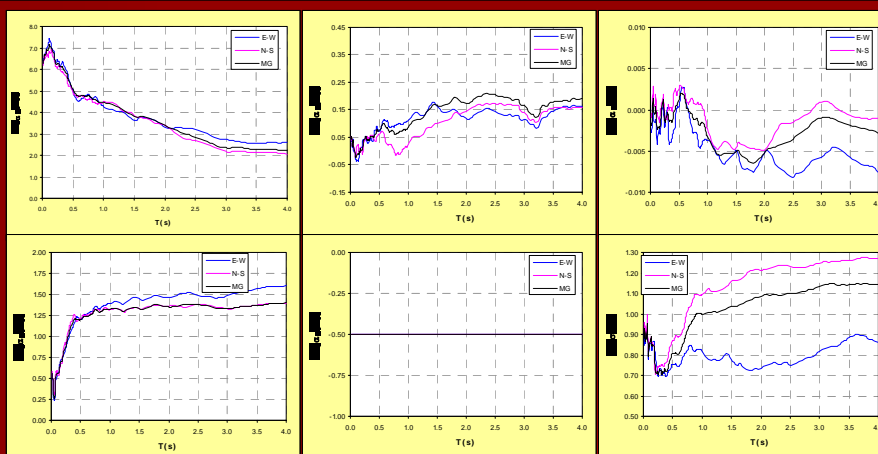 8.0
7.0
6.0
5.0
4.0
3.0
2.0
1.0
0.0
0.0 0.5 1.0 1.5 2.0 2.5 3.0 3.5 4.0
T(s)
E-W
N-S
MG
0.45
0.35
0.25
0.15
0.05
-0.05
-0.15
0.0 0.5 1.0 1.5 2.0 2.5 3.0 3.5 4.0
T(s)
E-W
N-S
MG
0.010
0.005
0.000
-0.005
-0.010
0.0 0.5 1.0 1.5 2.0 2.5 3.0 3.5 4.0
T(s)
E-W
N-S
MG
2.00
1.75
1.50
1.25
1.00
0.75
0.50
0.25
0.00
0.0 0.5 1.0 1.5 2.0 2.5 3.0 3.5 4.0
T(s)
E-W
N-S
MG
0.00
-0.25
-0.50
-0.75
-1.00
0.0 0.5 1.0 1.5 2.0 2.5 3.0 3.5 4.0
T(s)
E-W
N-S
MG
1.30
1.20
1.10
1.00
0.90
0.80
0.70
0.60
0.50
0.0 0.5 1.0 1.5 2.0 2.5 3.0 3.5 4.0
T(s)
E-W
N-S
MG